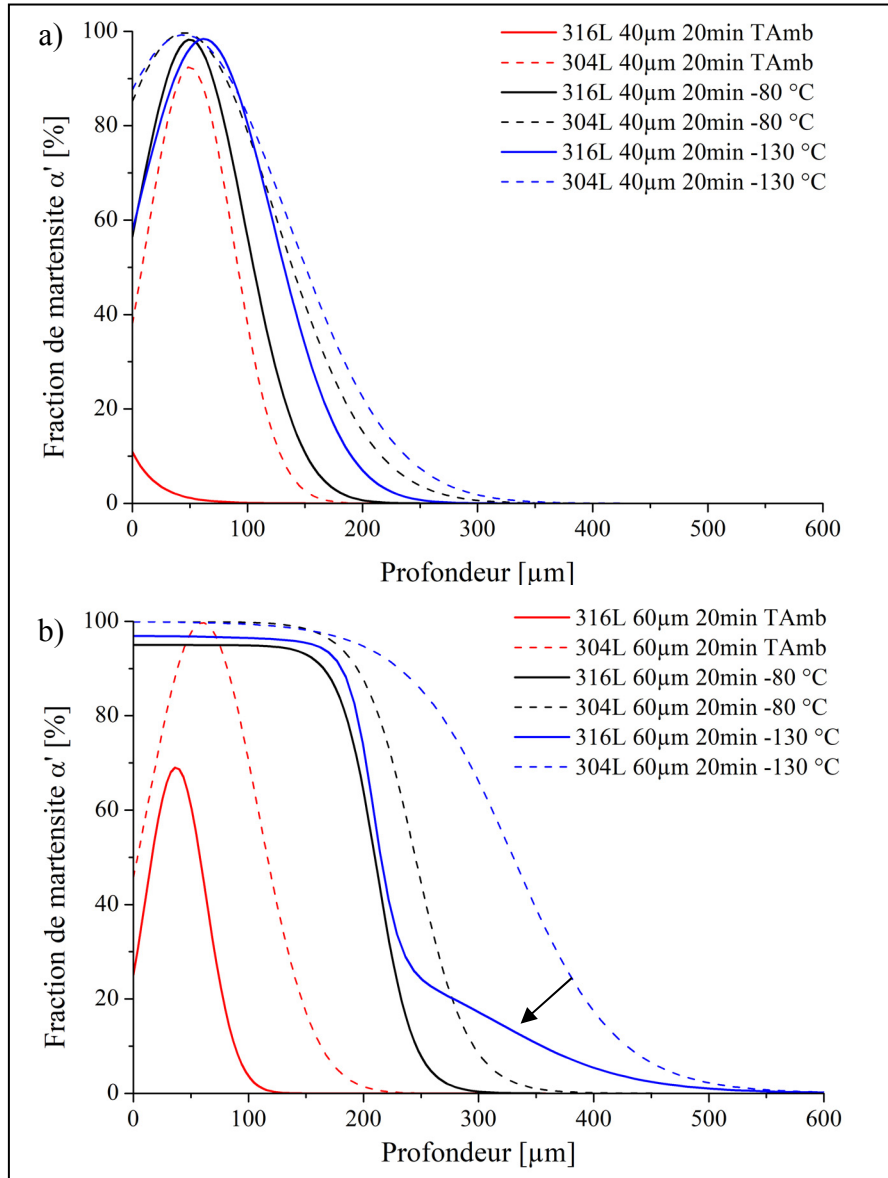 a)
316L 40µm 20min TAmb
304L 40µm 20min TAmb
316L 40µm 20min -80 °C
304L 40µm 20min -80 °C
316L 40µm 20min -130 °C
304L 40µm 20min -130 °C
Fraction de martensite α' [%]
100
80
60
40
20
0
0 100 200 300 400 500 600
Profondeur [µm]
b)
316L 60µm 20min TAmb
304L 60µm 20min TAmb
316L 60µm 20min -80 °C
304L 60µm 20min -80 °C
316L 60µm 20min -130 °C
304L 60µm 20min -130 °C
Fraction de martensite α' [%]
100
80
60
40
20
0
0 100 200 300 400 500 600
Profondeur [µm]